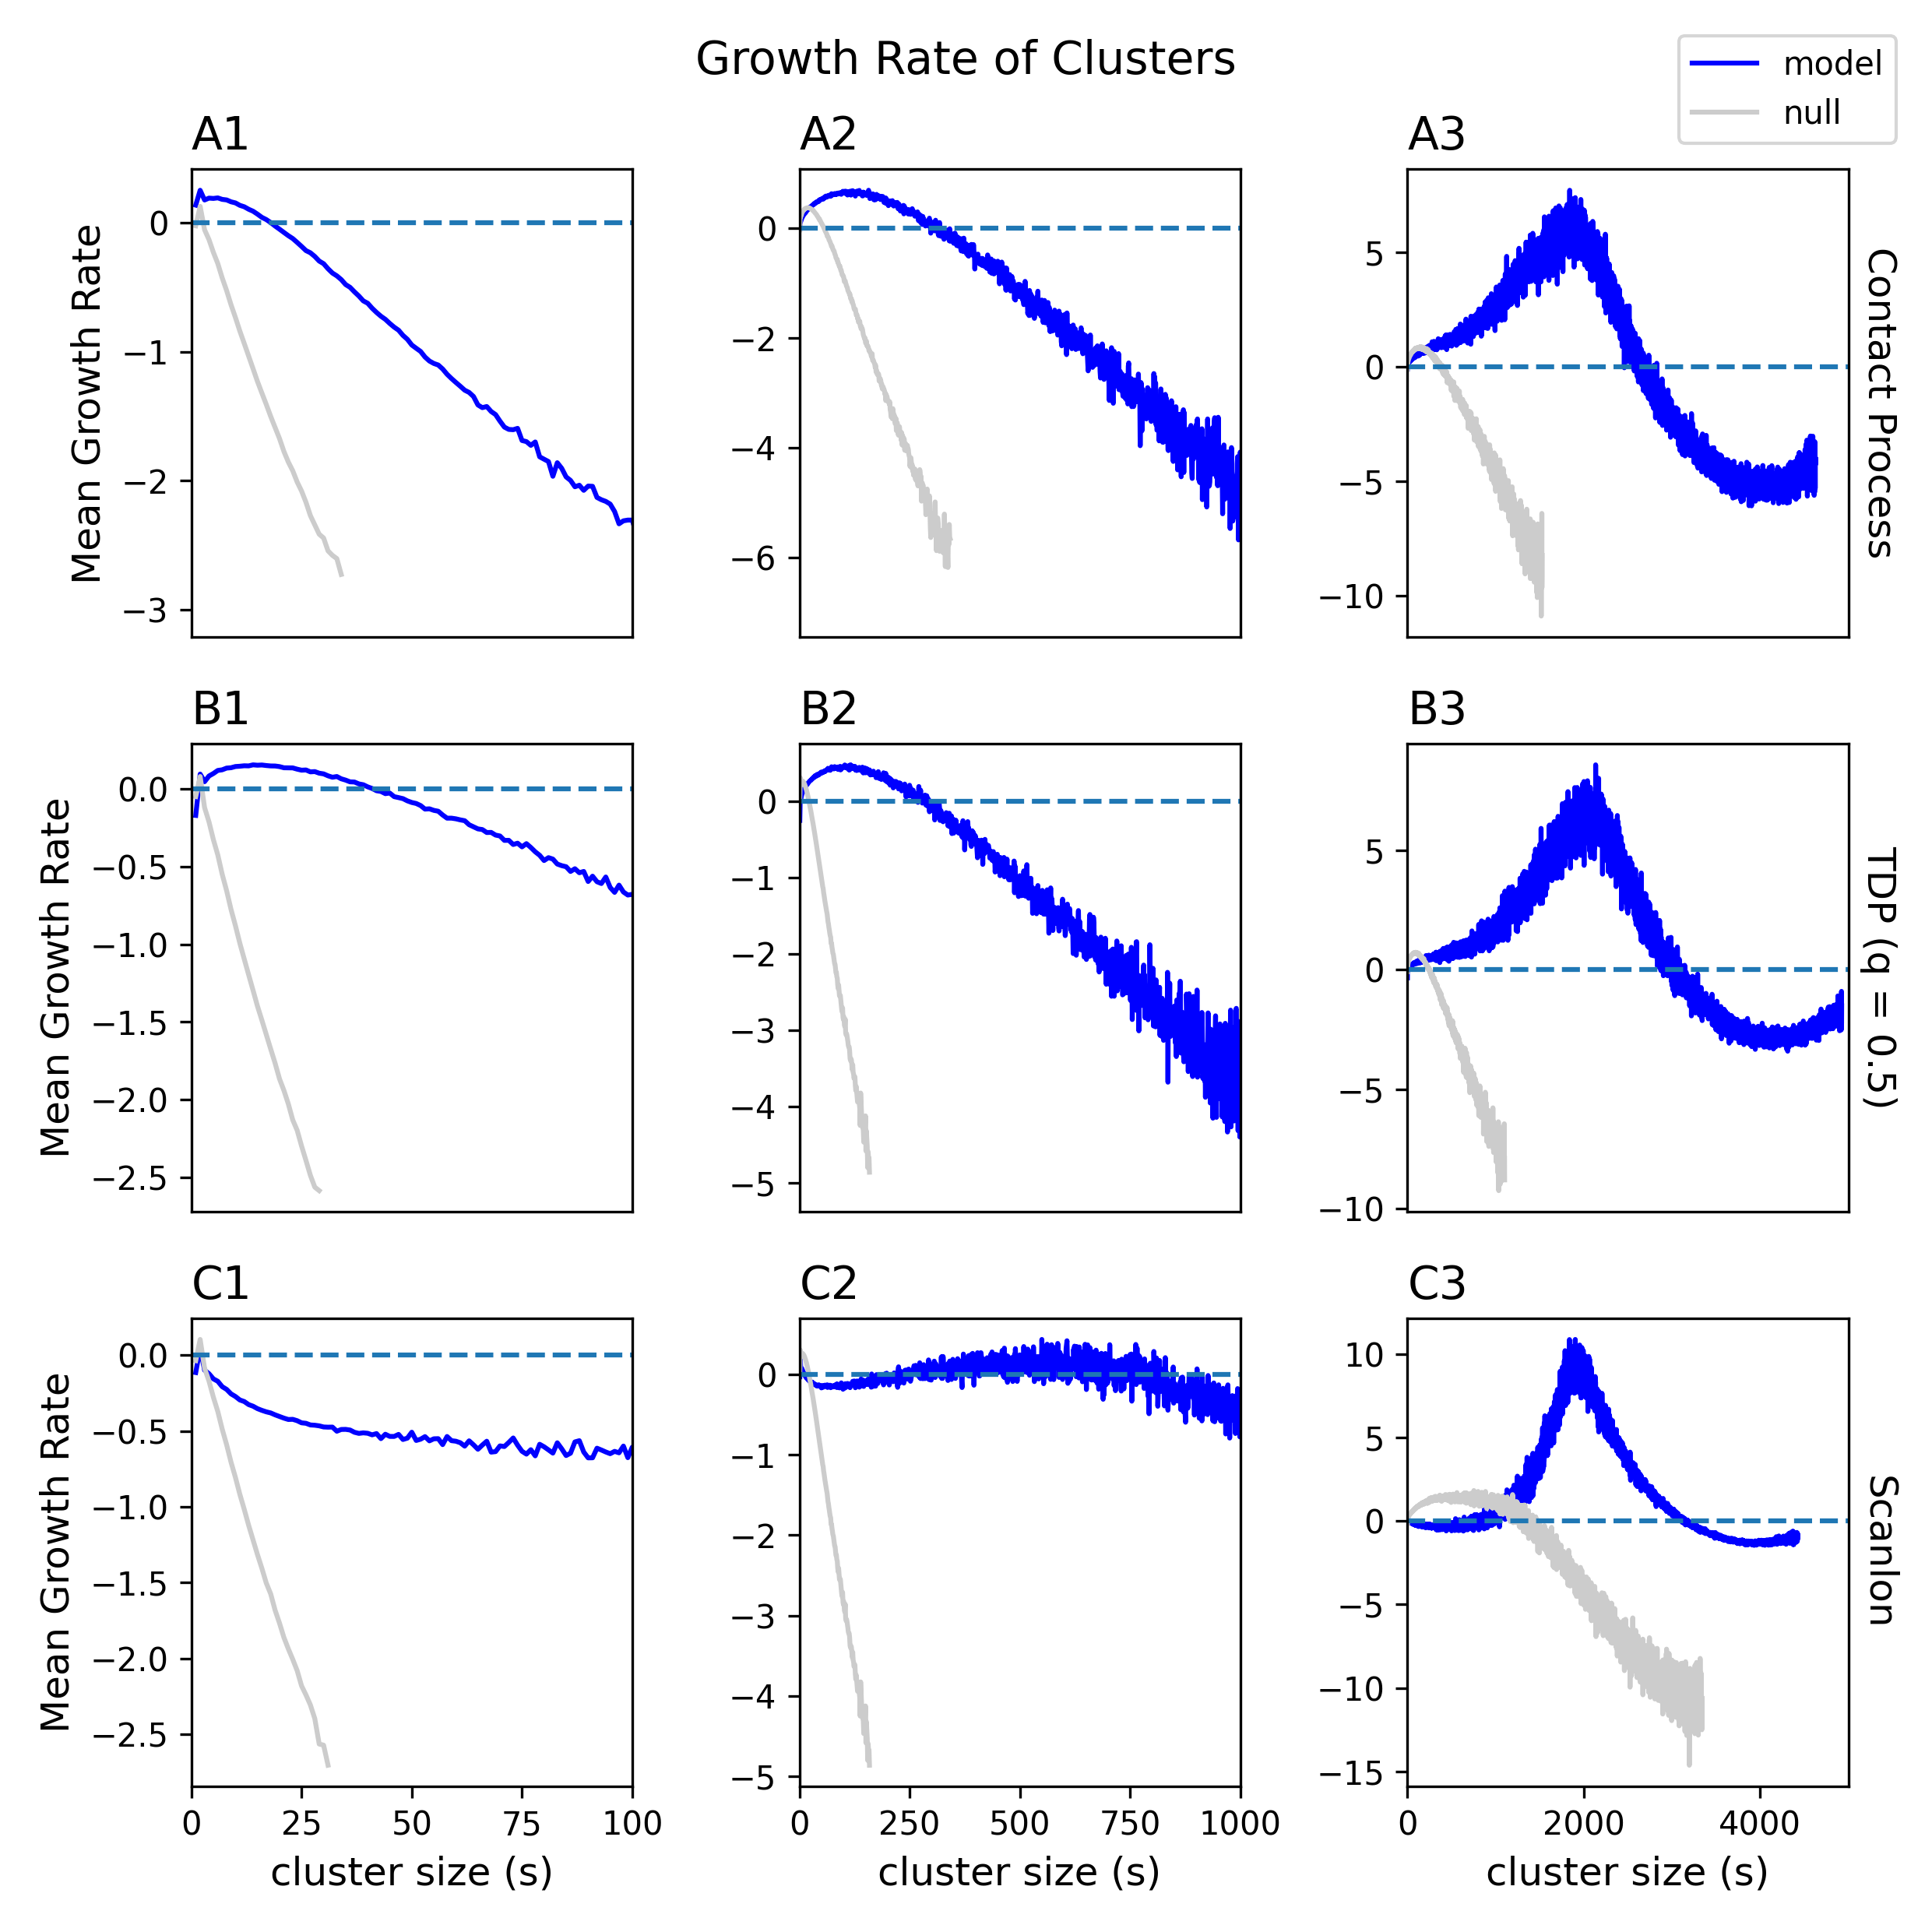 Growth Rate of Clusters
model
null
A1
A2
A3
Mean Growth Rate
0
−1
−2
−3
0
−2
−4
−6
5
0
−5
−10
Contact Process
B1
B2
B3
Mean Growth Rate
0.0
−0.5
−1.0
−1.5
−2.0
−2.5
0
−1
−2
−3
−4
−5
5
0
−5
−10
TDP (q = 0.5)
C1
C2
C3
Mean Growth Rate
0.0
−0.5
−1.0
−1.5
−2.0
−2.5
0
−1
−2
−3
−4
−5
10
5
0
−5
−10
−15
Scanlon
0 25 50 75 100
0 250 500 750 1000
0 2000 4000
cluster size (s)
cluster size (s)
cluster size (s)